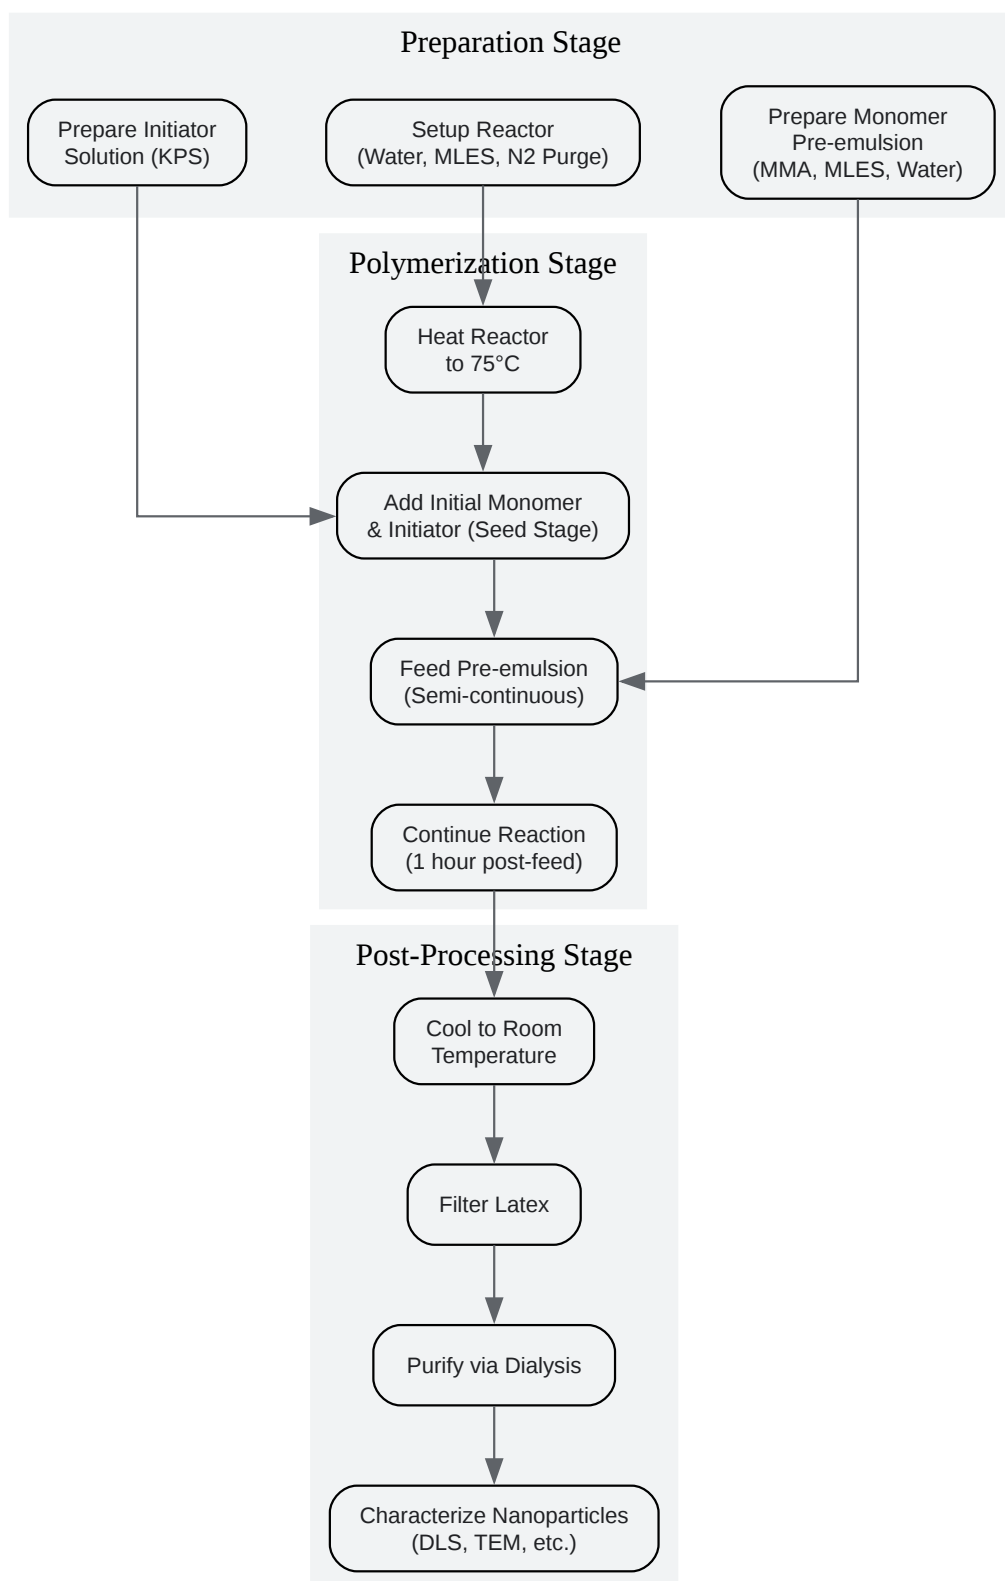 Preparation Stage
Prepare Initiator
Solution (KPS)
Setup Reactor
(Water, MLES, N2 Purge)
Prepare Monomer
Pre-emulsion
(MMA, MLES, Water)
Polymerization Stage
Heat Reactor
to 75°C
Add Initial Monomer
& Initiator (Seed Stage)
Feed Pre-emulsion
(Semi-continuous)
Continue Reaction
(1 hour post-feed)
Post-Processing Stage
Cool to Room
Temperature
Filter Latex
Purify via Dialysis
Characterize Nanoparticles
(DLS, TEM, etc.)